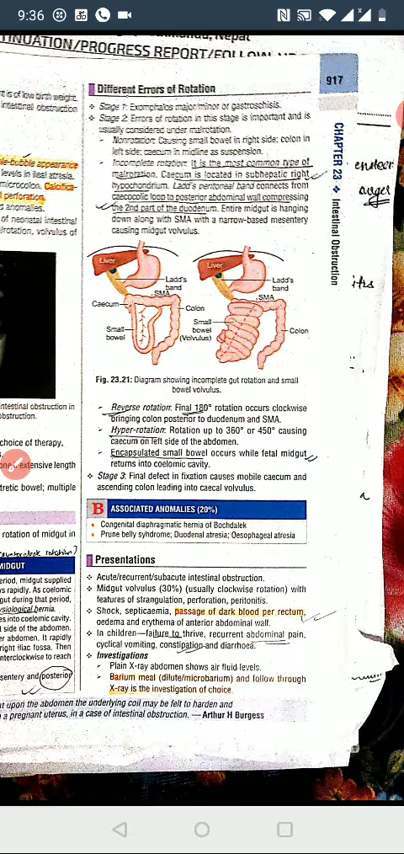 9:36
INUATION/PROGRESS REPORT/FOLLOW
917
CHAPTER 23 ❖ Intestinal Obstruction
nt is of low birth weight.
intestinal obstruction
le-bubble appearance
levels in ileal atresia.
microcolon. Calcifica-
l perforation.
d anomalies.
of neonatal intestinal
lrotation, volvulus of
ntestinal obstruction in
obstruction.
choice of therapy.
extensive length
tretic bowel; multiple
rotation of midgut in
MIDGUT
eriod, midgut supplied
s rapidly. As coelomic
gut during that period,
ysiological hernia.
es into coelomic cavity.
l side of the abdomen.
er abdomen. It rapidly
right iliac fossa. Then
nterclockwise to reach
sentery and posterior
Different Errors of Rotation
❖ Stage 1: Exomphalos major/minor or gastroschisis.
❖ Stage 2: Errors of rotation in this stage is important and is
usually considered under malrotation.
➢ Nonrotation: Causing small bowel in right side; colon in
left side; caecum in midline as suspension.
➢ Incomplete rotation: It is the most common type of
malrotation. Caecum is located in subhepatic right
hypochondrium. Ladd's peritoneal band connects from
caecocolic loop to posterior abdominal wall compressing
the 2nd part of the duodenum. Entire midgut is hanging
down along with SMA with a narrow-based mesentery
causing midgut volvulus.
Liver
Ladd's
band
SMA
Caecum
Colon
Small
bowel
Liver
Ladd's
band
SMA
Small
bowel
(Volvulus)
Colon
Fig. 23.21: Diagram showing incomplete gut rotation and small
bowel volvulus.
➢ Reverse rotation: Final 180° rotation occurs clockwise
bringing colon posterior to duodenum and SMA.
➢ Hyper-rotation: Rotation up to 360° or 450° causing
caecum on left side of the abdomen.
➢ Encapsulated small bowel occurs while fetal midgut
returns into coelomic cavity.
❖ Stage 3: Final defect in fixation causes mobile caecum and
ascending colon leading into caecal volvulus.
B ASSOCIATED ANOMALIES (20%)
• Congenital diaphragmatic hernia of Bochdalek
• Prune belly syndrome; Duodenal atresia; Oesophageal atresia
Presentations
❖ Acute/recurrent/subacute intestinal obstruction.
❖ Midgut volvulus (30%) (usually clockwise rotation) with
features of strangulation, perforation, peritonitis.
❖ Shock, septicaemia, passage of dark blood per rectum,
oedema and erythema of anterior abdominal wall.
❖ In children—failure to thrive, recurrent abdominal pain,
cyclical vomiting, constipation and diarrhoea.
❖ Investigations
➢ Plain X-ray abdomen shows air fluid levels.
➢ Barium meal (dilute/microbarium) and follow through
X-ray is the investigation of choice.
ut upon the abdomen the underlying coil may be felt to harden and
a pregnant uterus, in a case of intestinal obstruction. — Arthur H Burgess